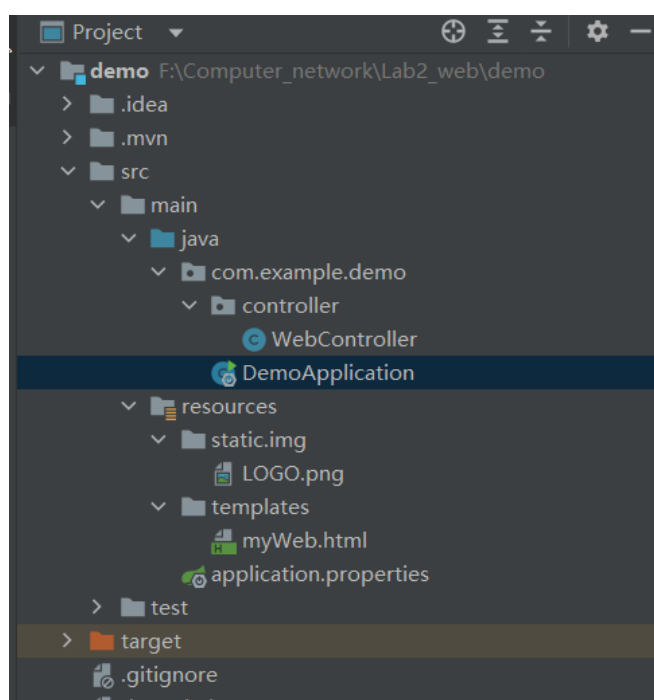 Project
demo F:\Computer_network\Lab2_web\demo
.idea
.mvn
src
main
java
com.example.demo
controller
WebController
DemoApplication
resources
static.img
LOGO.png
templates
myWeb.html
application.properties
test
target
.gitignore